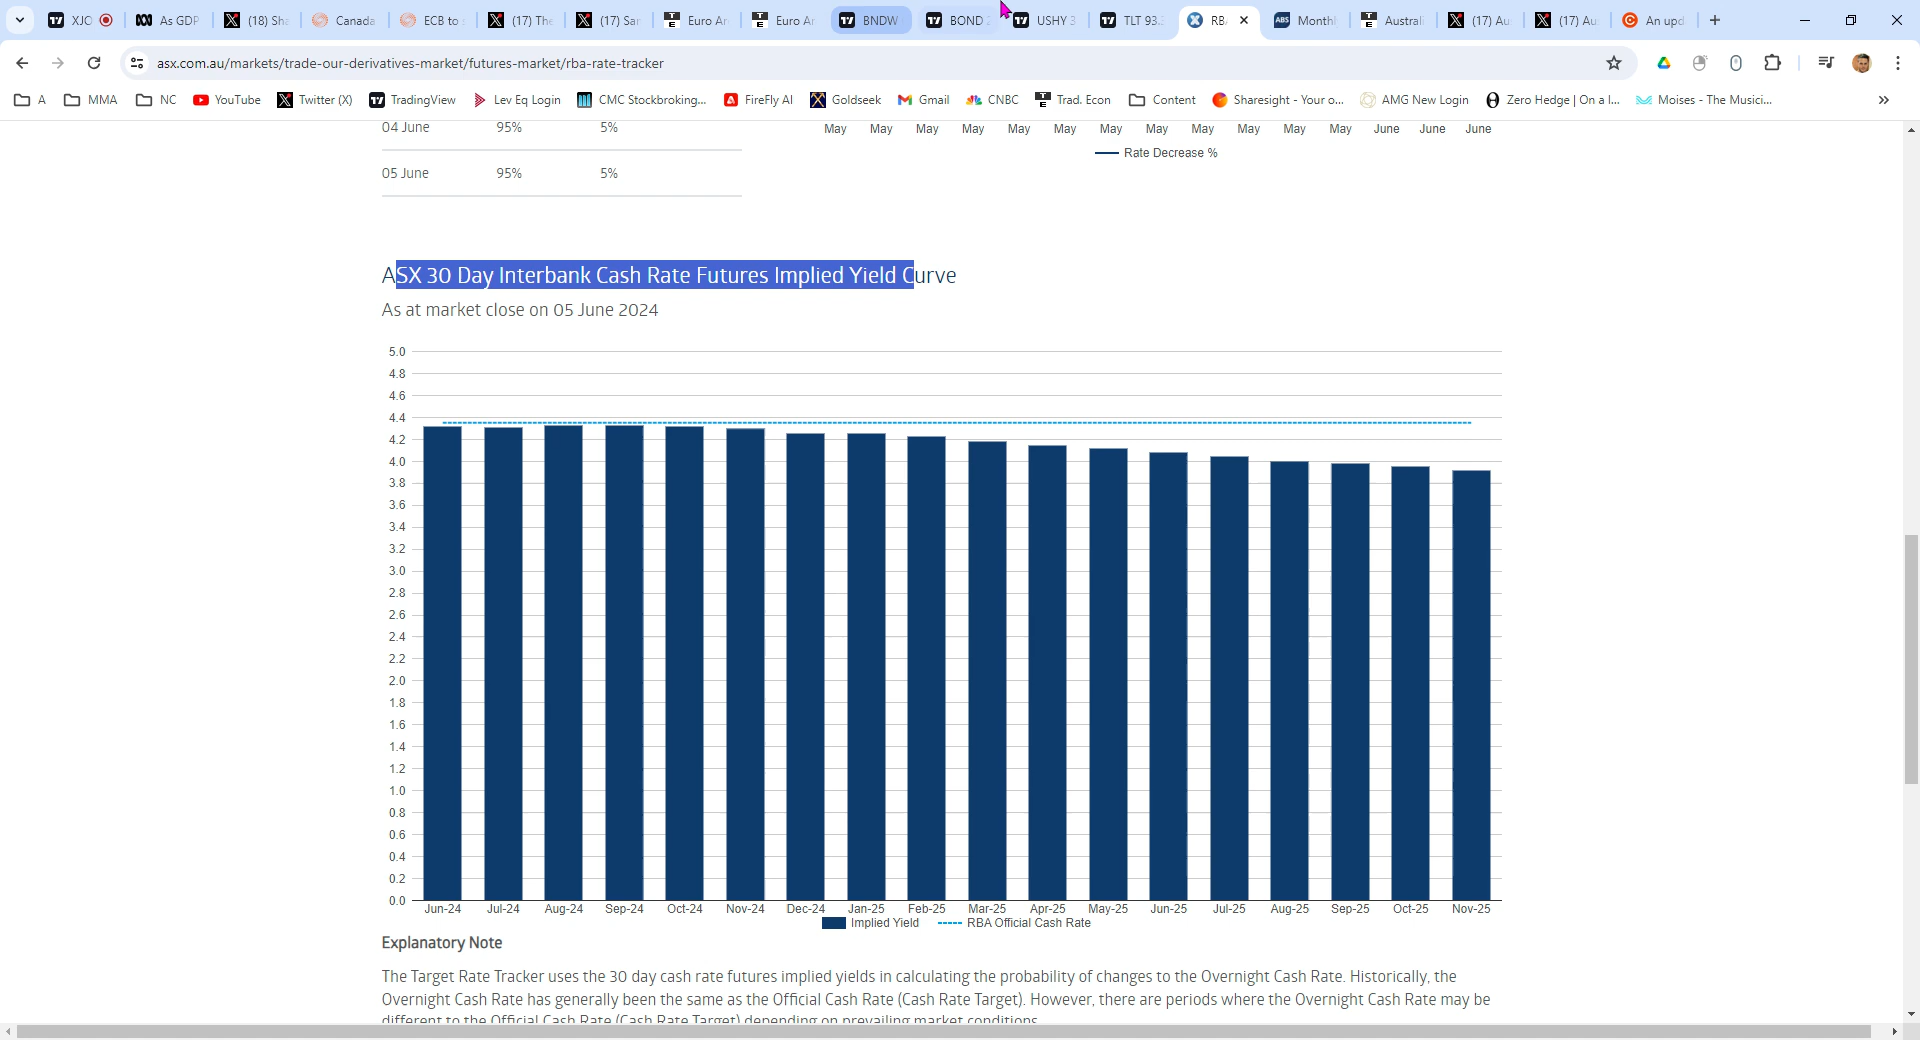 XJO
As GDP
(18) Sha
Canada
ECB to
(17) The
(17) Sar
Euro Ar
Euro Ar
BNDW
BOND 2
USHY 3
TLT 93.
RB
Monthl
Australi
(17) Au
(17) Au
An upd
asx.com.au/markets/trade-our-derivatives-market/futures-market/rba-rate-tracker
A MMA NC YouTube Twitter (X) TradingView Lev Eq Login CMC Stockbroking... FireFly AI Goldseek Gmail CNBC Trad. Econ Content Sharesight - Your o... AMG New Login Zero Hedge | On a l... Moises - The Musici... »
04 June 95% 5%
May May May May May May May May May May May May June June June
Rate Decrease %
05 June 95% 5%
ASX 30 Day Interbank Cash Rate Futures Implied Yield Curve
As at market close on 05 June 2024
5.0
4.8
4.6
4.4
4.2
4.0
3.8
3.6
3.4
3.2
3.0
2.8
2.6
2.4
2.2
2.0
1.8
1.6
1.4
1.2
1.0
0.8
0.6
0.4
0.2
0.0
Jun-24 Jul-24 Aug-24 Sep-24 Oct-24 Nov-24 Dec-24 Jan-25 Feb-25 Mar-25 Apr-25 May-25 Jun-25 Jul-25 Aug-25 Sep-25 Oct-25 Nov-25
Implied Yield RBA Official Cash Rate
Explanatory Note
The Target Rate Tracker uses the 30 day cash rate futures implied yields in calculating the probability of changes to the Overnight Cash Rate. Historically, the
Overnight Cash Rate has generally been the same as the Official Cash Rate (Cash Rate Target). However, there are periods where the Overnight Cash Rate may be
different to the Official Cash Rate (Cash Rate Target) depending on prevailing market conditions.